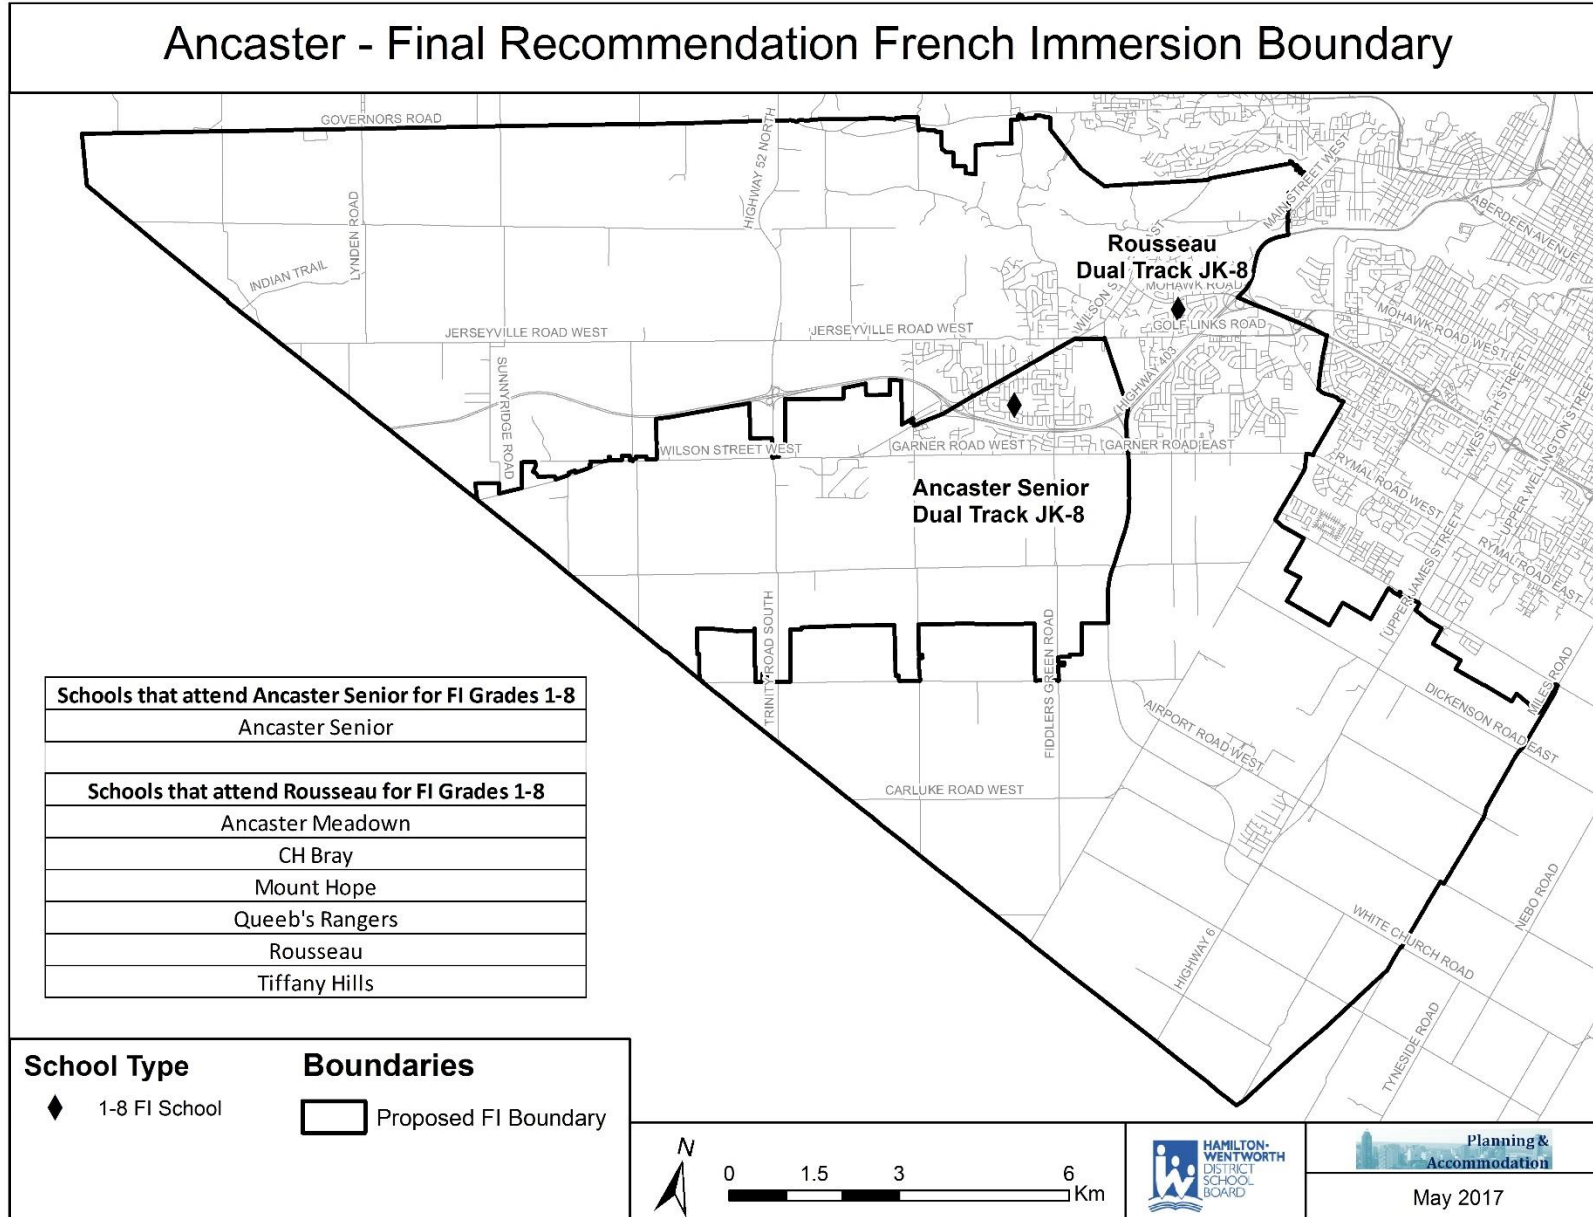 Ancaster - Final Recommendation French Immersion Boundary
GOVERNORS ROAD
HIGHWAY 52 NORTH
MAIN STREET WEST
ABERDEEN AVENUE
LYNDEN ROAD
INDIAN TRAIL
Rousseau
Dual Track JK-8
MOHAWK ROAD
WILSON ST
EST
GOLF LINKS ROAD
MOHAWK ROAD WEST
JERSEYVILLE ROAD WEST
JERSEYVILLE ROAD WEST
SUNNYRIDGE ROAD
HIGHWAY 403
WEST 5TH STREET
UPPER WELLINGTON STREET
WILSON STREET WEST
GARNER ROAD WEST
GARNER ROAD EAST
RYMAL ROAD WEST
Ancaster Senior
Dual Track JK-8
UPPER JAMES STREET
RYMAL ROAD EAST
TRINITY ROAD SOUTH
FIDDLERS GREEN ROAD
MILES ROAD
DICKENSON ROAD EAST
AIRPORT ROAD WEST
CARLUKE ROAD WEST
NEBO ROAD
WHITE CHURCH ROAD
HIGHWAY 6
TYNESIDE ROAD
Schools that attend Ancaster Senior for FI Grades 1-8
Ancaster Senior
Schools that attend Rousseau for FI Grades 1-8
Ancaster Meadown
CH Bray
Mount Hope
Queeb's Rangers
Rousseau
Tiffany Hills
School Type
1-8 FI School
Boundaries
Proposed FI Boundary
N
0 1.5 3 6
Km
HAMILTON-
WENTWORTH
DISTRICT
SCHOOL
BOARD
Planning &
Accommodation
May 2017